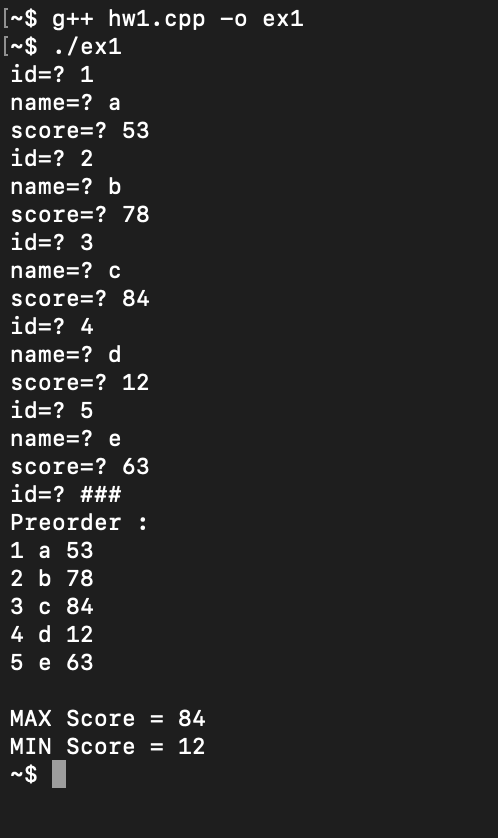 [~$ g++ hw1.cpp -o ex1
[~$ ./ex1
id=? 1
name=? a
score=? 53
id=? 2
name=? b
score=? 78
id=? 3
name=? c
score=? 84
id=? 4
name=? d
score=? 12
id=? 5
name=? e
score=? 63
id=? ###
Preorder :
1 a 53
2 b 78
3 c 84
4 d 12
5 e 63
MAX Score = 84
MIN Score = 12
~$